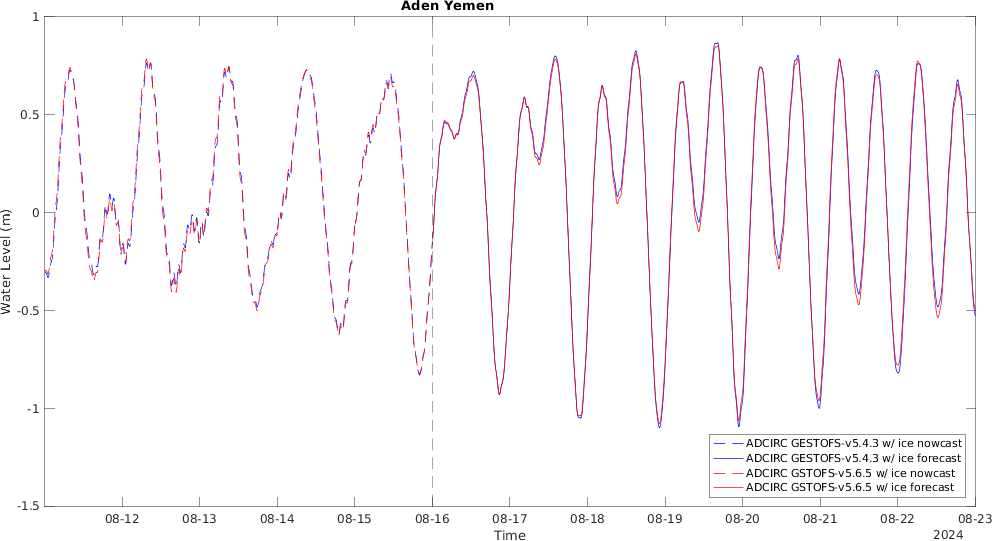 Aden Yemen
1
0.5
0
-0.5
-1
-1.5
Water Level (m)
08-12 08-13 08-14 08-15 08-16 08-17 08-18 08-19 08-20 08-21 08-22 08-23
Time
2024
ADCIRC GESTOFS-v5.4.3 w/ ice nowcast
ADCIRC GESTOFS-v5.4.3 w/ ice forecast
ADCIRC GSTOFS-v5.6.5 w/ ice nowcast
ADCIRC GSTOFS-v5.6.5 w/ ice forecast